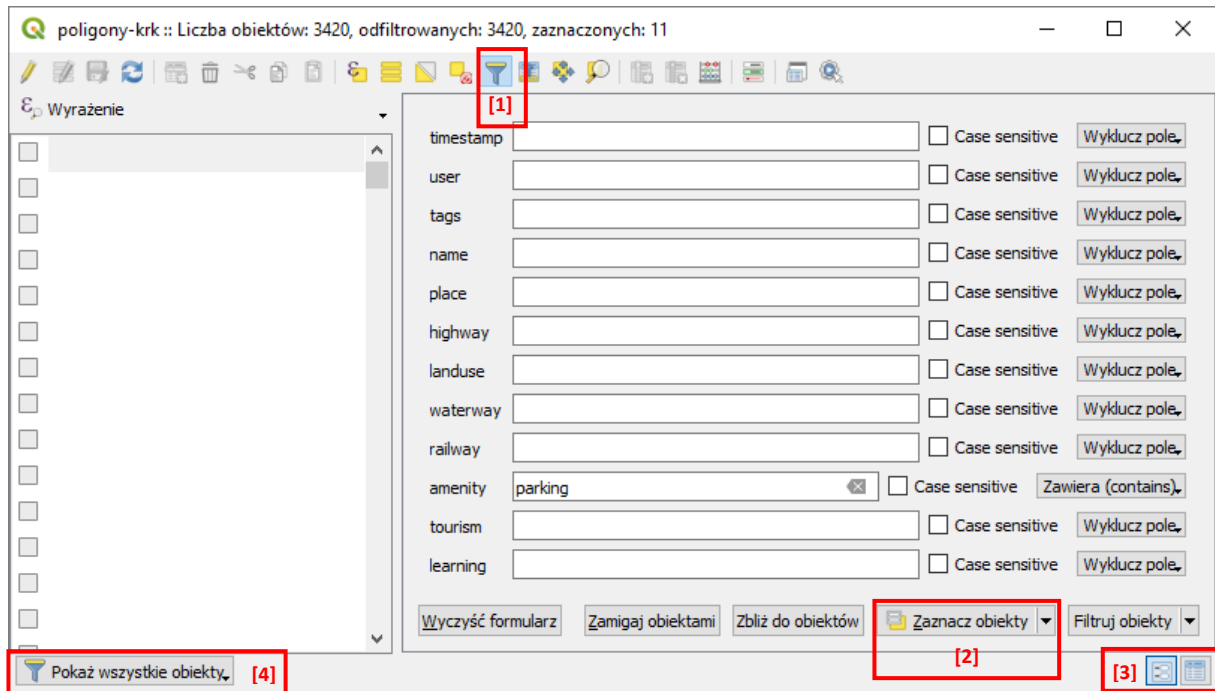 poligony-krk :: Liczba obiektów: 3420, odfiltrowanych: 3420, zaznaczonych: 11
[1]
Wyrażenie
timestamp Case sensitive Wyklucz pole
user Case sensitive Wyklucz pole
tags Case sensitive Wyklucz pole
name Case sensitive Wyklucz pole
place Case sensitive Wyklucz pole
highway Case sensitive Wyklucz pole
landuse Case sensitive Wyklucz pole
waterway Case sensitive Wyklucz pole
railway Case sensitive Wyklucz pole
amenity parking Case sensitive Zawiera (contains)
tourism Case sensitive Wyklucz pole
learning Case sensitive Wyklucz pole
Wyczyść formularz Zamigaj obiektami Zbliż do obiektów Zaznacz obiekty Filtruj obiekty
[2]
Pokaż wszystkie obiekty [4] [3]